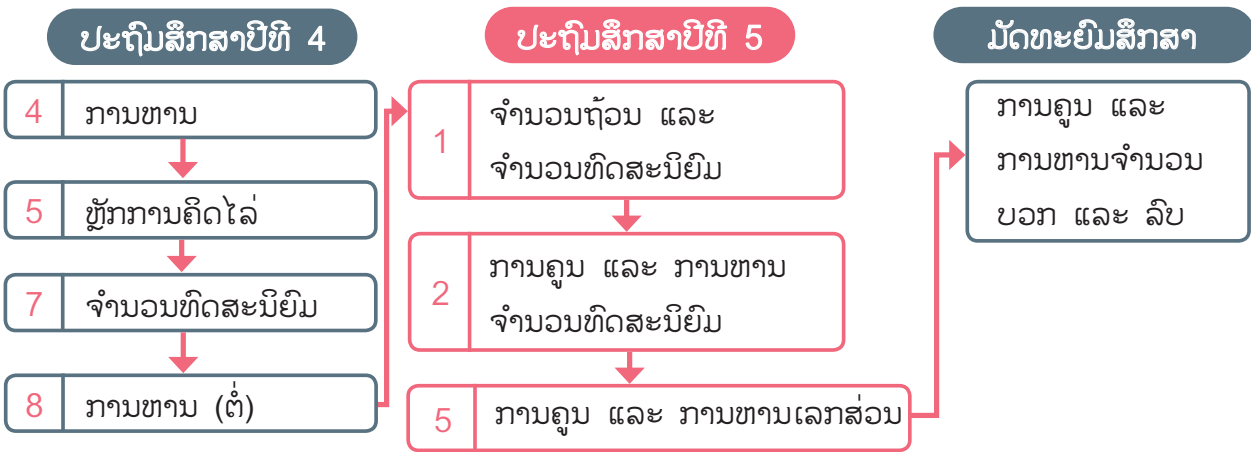 ປະຖົມສຶກສາປີທີ 4
4 ການຫານ
5 ຫຼັກການຄິດໄລ່
7 ຈຳນວນທົດສະນິຍົມ
8 ການຫານ (ຕໍ່)
ປະຖົມສຶກສາປີທີ 5
1 ຈຳນວນຖ້ວນ ແລະ
ຈຳນວນທົດສະນິຍົມ
2 ການຄູນ ແລະ ການຫານ
ຈຳນວນທົດສະນິຍົມ
5 ການຄູນ ແລະ ການຫານເລກສ່ວນ
ມັດທະຍົມສຶກສາ
ການຄູນ ແລະ
ການຫານຈຳນວນ
ບວກ ແລະ ລົບ